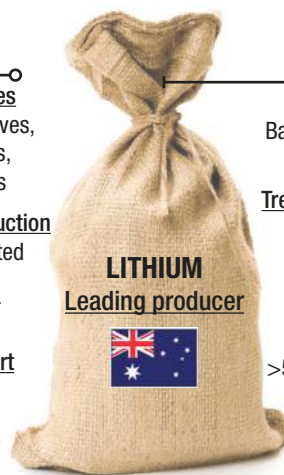 es
ves,
s,
s
uction
ted
rt
Ba
Tre
LITHIUM
Leading producer
>5